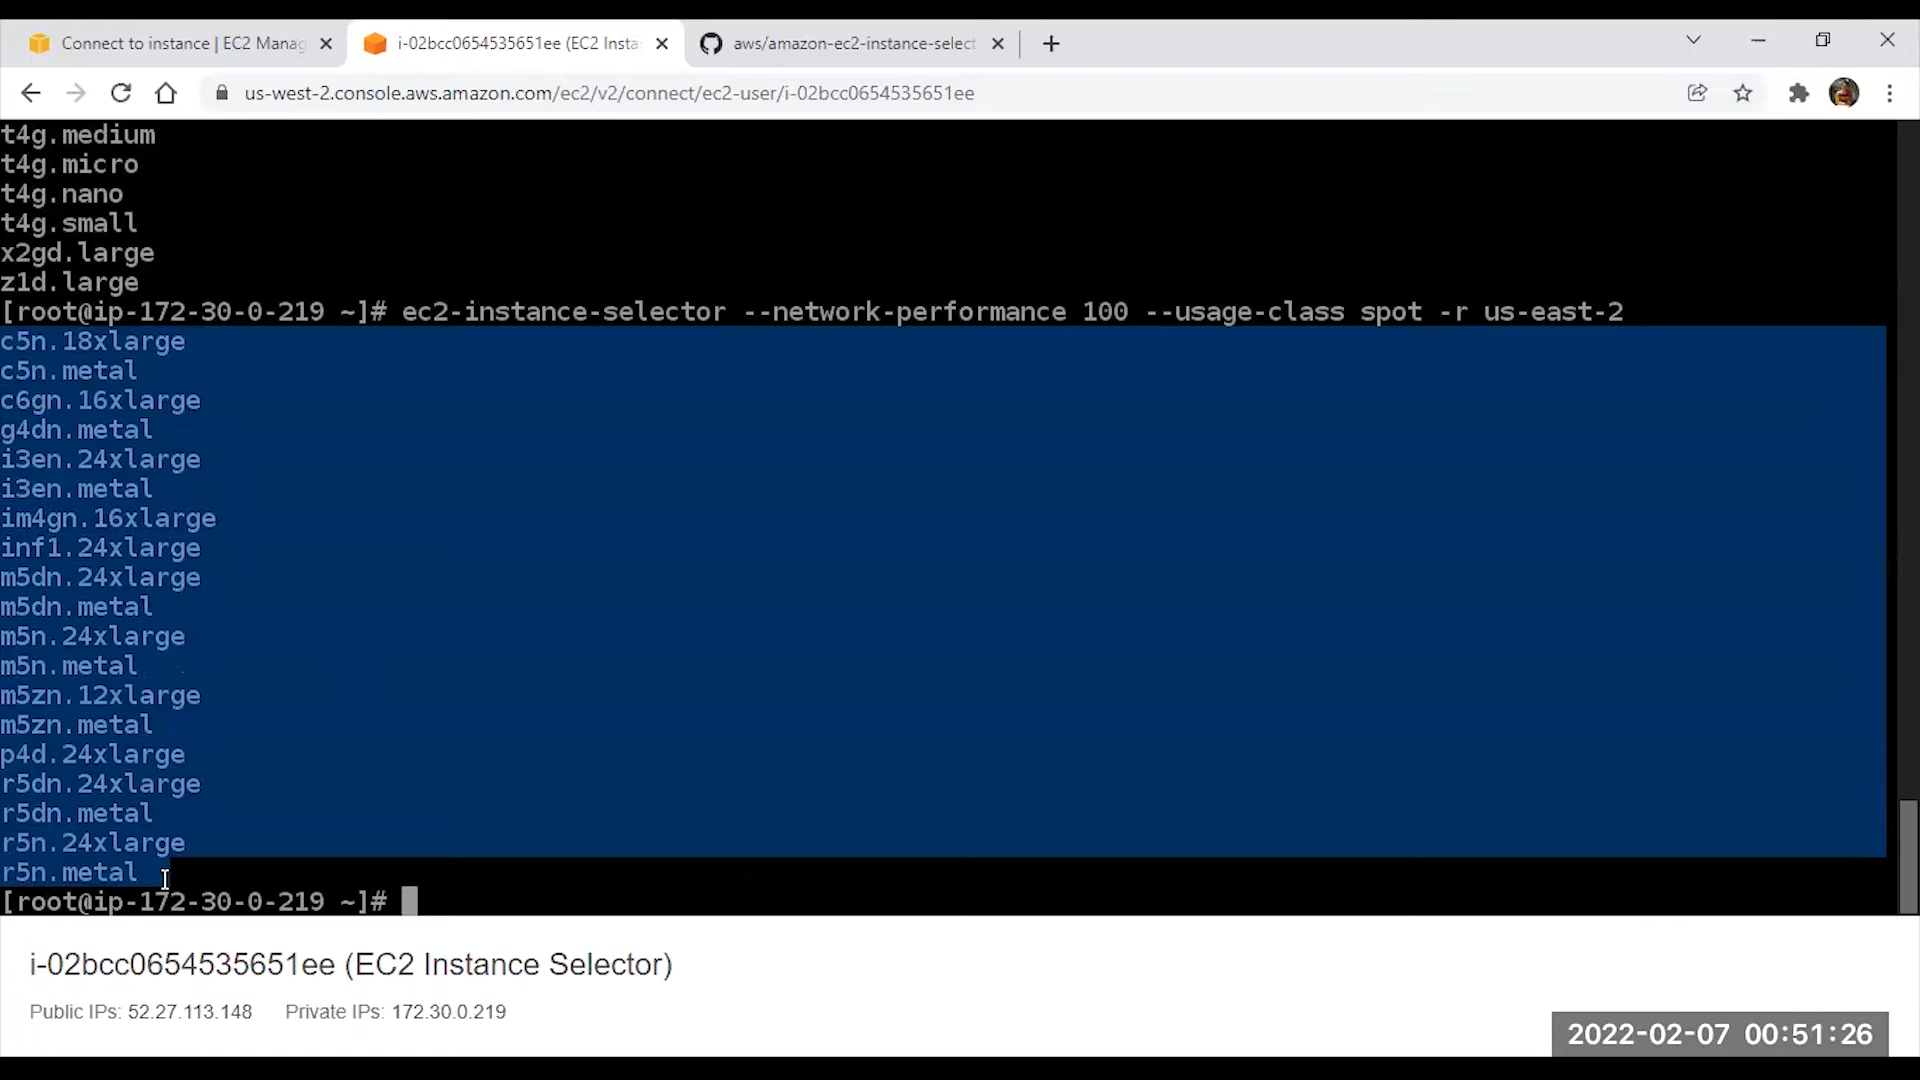 Connect to instance | EC2 Manag
i-02bcc0654535651ee (EC2 Insta
aws/amazon-ec2-instance-select
us-west-2.console.aws.amazon.com/ec2/v2/connect/ec2-user/i-02bcc0654535651ee
t4g.medium
t4g.micro
t4g.nano
t4g.small
x2gd.large
z1d.large
[root@ip-172-30-0-219 ~]# ec2-instance-selector --network-performance 100 --usage-class spot -r us-east-2
c5n.18xlarge
c5n.metal
c6gn.16xlarge
g4dn.metal
i3en.24xlarge
i3en.metal
im4gn.16xlarge
inf1.24xlarge
m5dn.24xlarge
m5dn.metal
m5n.24xlarge
m5n.metal
m5zn.12xlarge
m5zn.metal
p4d.24xlarge
r5dn.24xlarge
r5dn.metal
r5n.24xlarge
r5n.metal
[root@ip-172-30-0-219 ~]#
i-02bcc0654535651ee (EC2 Instance Selector)
Public IPs: 52.27.113.148 Private IPs: 172.30.0.219
2022-02-07 00:51:26